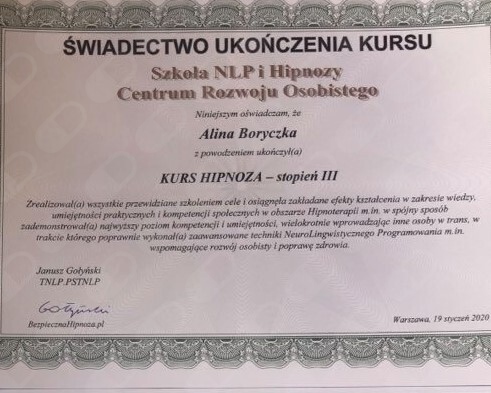 ŚWIADECTWO UKOŃCZENIA KURSU
Szkoła NLP i Hipnozy
Centrum Rozwoju Osobistego
Niniejszym oświadczam, że
Alina Boryczka
z powodzeniem ukończył(a)
KURS HIPNOZA – stopień III
Zrealizował(a) wszystkie przewidziane szkoleniem cele i osiągnęła zakładane efekty kształcenia w zakresie wiedzy,
umiejętności praktycznych i kompetencji społecznych w obszarze Hipnoterapii m.in. w spójny sposób
zademonstrował(a) najwyższy poziom kompetencji i umiejętności, wielokrotnie wprowadzając inne osoby w trans, w
trakcie którego poprawnie wykonał(a) zaawansowane techniki NeuroLingwistycznego Programowania m.in.
wspomagające rozwój osobisty i poprawę zdrowia.
Janusz Gołyński
TNLP.PSTNLP
Gołyński
BezpiecznaHipnoza.pl
Warszawa, 19 styczeń 2020